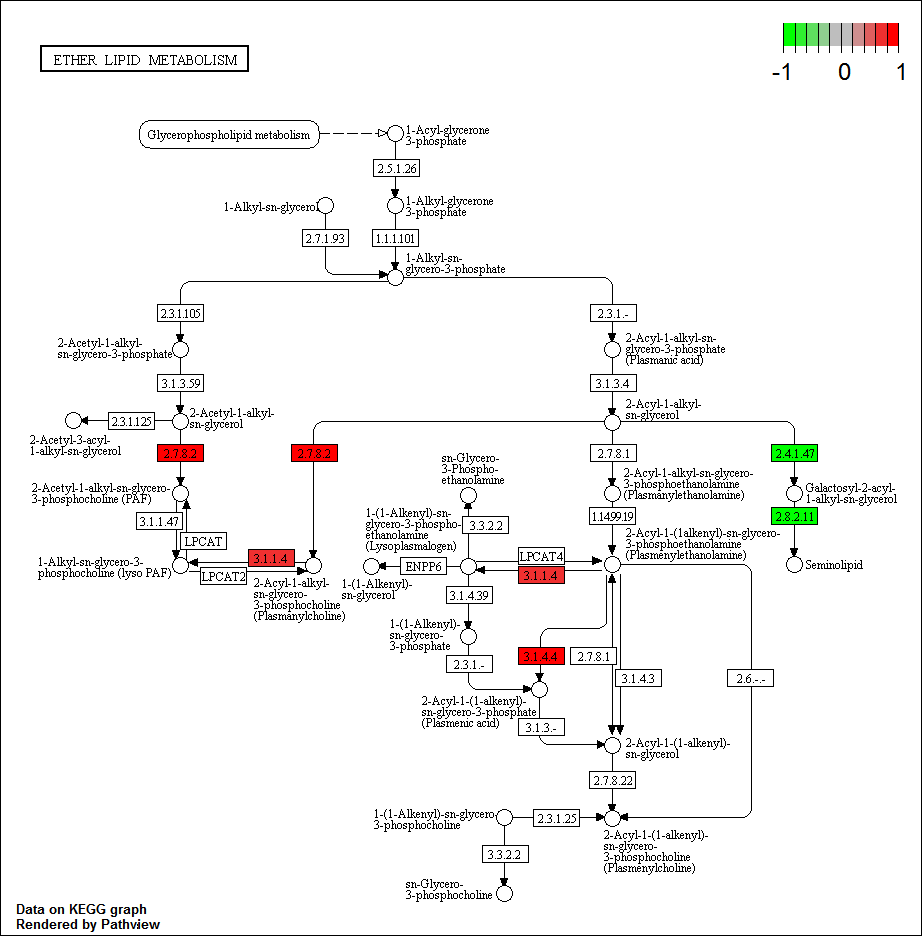 ETHER LIPID METABOLISM
-1 0 1
Glycerophospholipid metabolism
1-Acyl-glycerone
3-phosphate
2.5.1.26
1-Alkyl-sn-glycerol
1-Alkyl-glycerone
3-phosphate
2.7.1.93
1.1.1.101
1-Alkyl-sn-
glycero-3-phosphate
2.3.1.105
2.3.1.-
2-Acetyl-1-alkyl-
sn-glycero-3-phosphate
2-Acyl-1-alkyl-sn-
glycero-3-phosphate
(Plasmanic acid)
3.1.3.59
3.1.3.4
2.3.1.125
2-Acetyl-1-alkyl-
sn-glycerol
2-Acyl-1-alkyl-
sn-glycerol
2-Acetyl-3-acyl-
1-alkyl-sn-glycerol
2.7.8.2
2.7.8.2
2.7.8.1
2.4.1.47
sn-Glycero-
3-Phospho-
ethanolamine
2-Acetyl-1-alkyl-sn-glycero-
3-phosphocholine (PAF)
2-Acyl-1-alkyl-sn-glycero-
3-phosphoethanolamine
(Plasmanylethanolamine)
Galactosyl-2-acyl-
1-alkyl-sn-glycerol
3.1.1.47
1-(1-Alkenyl)-sn-
glycero-3-phospho-
ethanolamine
(Lysoplasmalogen)
3.3.2.2
1.14.99.19
2.8.2.11
LPCAT
2-Acyl-1-(1alkenyl)-sn-glycero-
3-phosphoethanolamine
(Plasmenylethanolamine)
1-Alkyl-sn-glycero-3-
phosphocholine (lyso PAF)
3.1.1.4
LPCAT2
ENPP6
LPCAT4
3.1.1.4
Seminolipid
2-Acyl-1-alkyl-
sn-glycero-
3-phosphocholine
(Plasmanylcholine)
1-(1-Alkenyl)-
sn-glycerol
3.1.4.39
1-(1-Alkenyl)-
sn-glycero-
3-phosphate
3.1.4.4
2.7.8.1
2.3.1.-
3.1.4.3
2.6.-.-
2-Acyl-1-(1-alkenyl)-
sn-glycero-3-phosphate
(Plasmenic acid)
3.1.3.-
2-Acyl-1-(1-alkenyl)-
sn-glycerol
2.7.8.22
1-(1-Alkenyl)-sn-glycero-
3-phosphocholine
2.3.1.25
2-Acyl-1-(1-alkenyl)-
sn-glycero-
3-phosphocholine
(Plasmenylcholine)
3.3.2.2
sn-Glycero-
3-phosphocholine
Data on KEGG graph
Rendered by Pathview